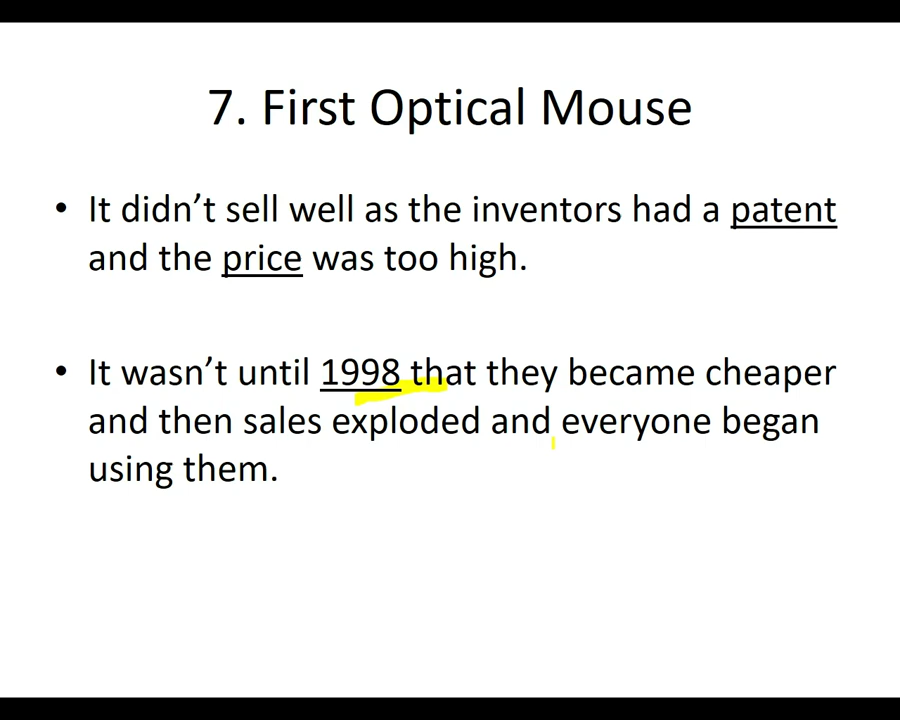 7. First Optical Mouse
• It didn’t sell well as the inventors had a patent
and the price was too high.
• It wasn’t until 1998 that they became cheaper
and then sales exploded and everyone began
using them.